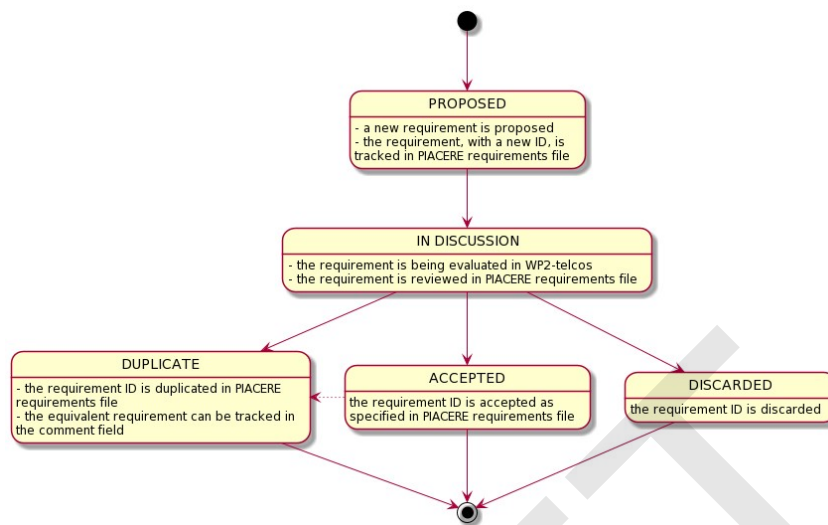 PROPOSED
- a new requirement is proposed
- the requirement, with a new ID, is
tracked in PIACERE requirements file
IN DISCUSSION
- the requirement is being evaluated in WP2-telcos
- the requirement is reviewed in PIACERE requirements file
DUPLICATE
- the requirement ID is duplicated in PIACERE
requirements file
- the equivalent requirement can be tracked in
the comment field
ACCEPTED
the requirement ID is accepted as
specified in PIACERE requirements file
DISCARDED
the requirement ID is discarded